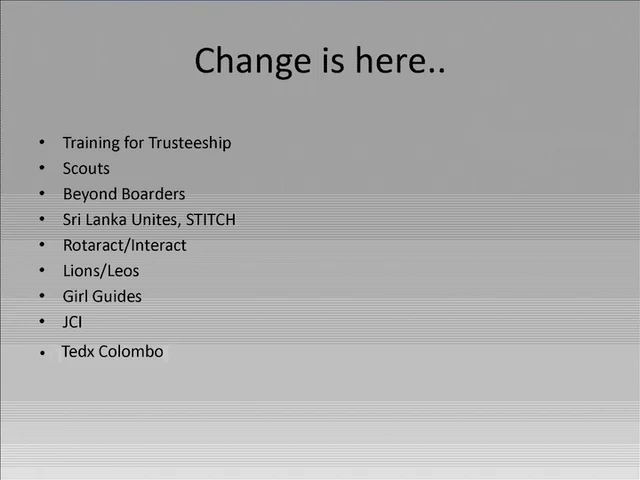 Change is here..
• Training for Trusteeship
• Scouts
• Beyond Boarders
• Sri Lanka Unites, STITCH
• Rotaract/Interact
• Lions/Leos
• Girl Guides
• JCI
• Tedx Colombo